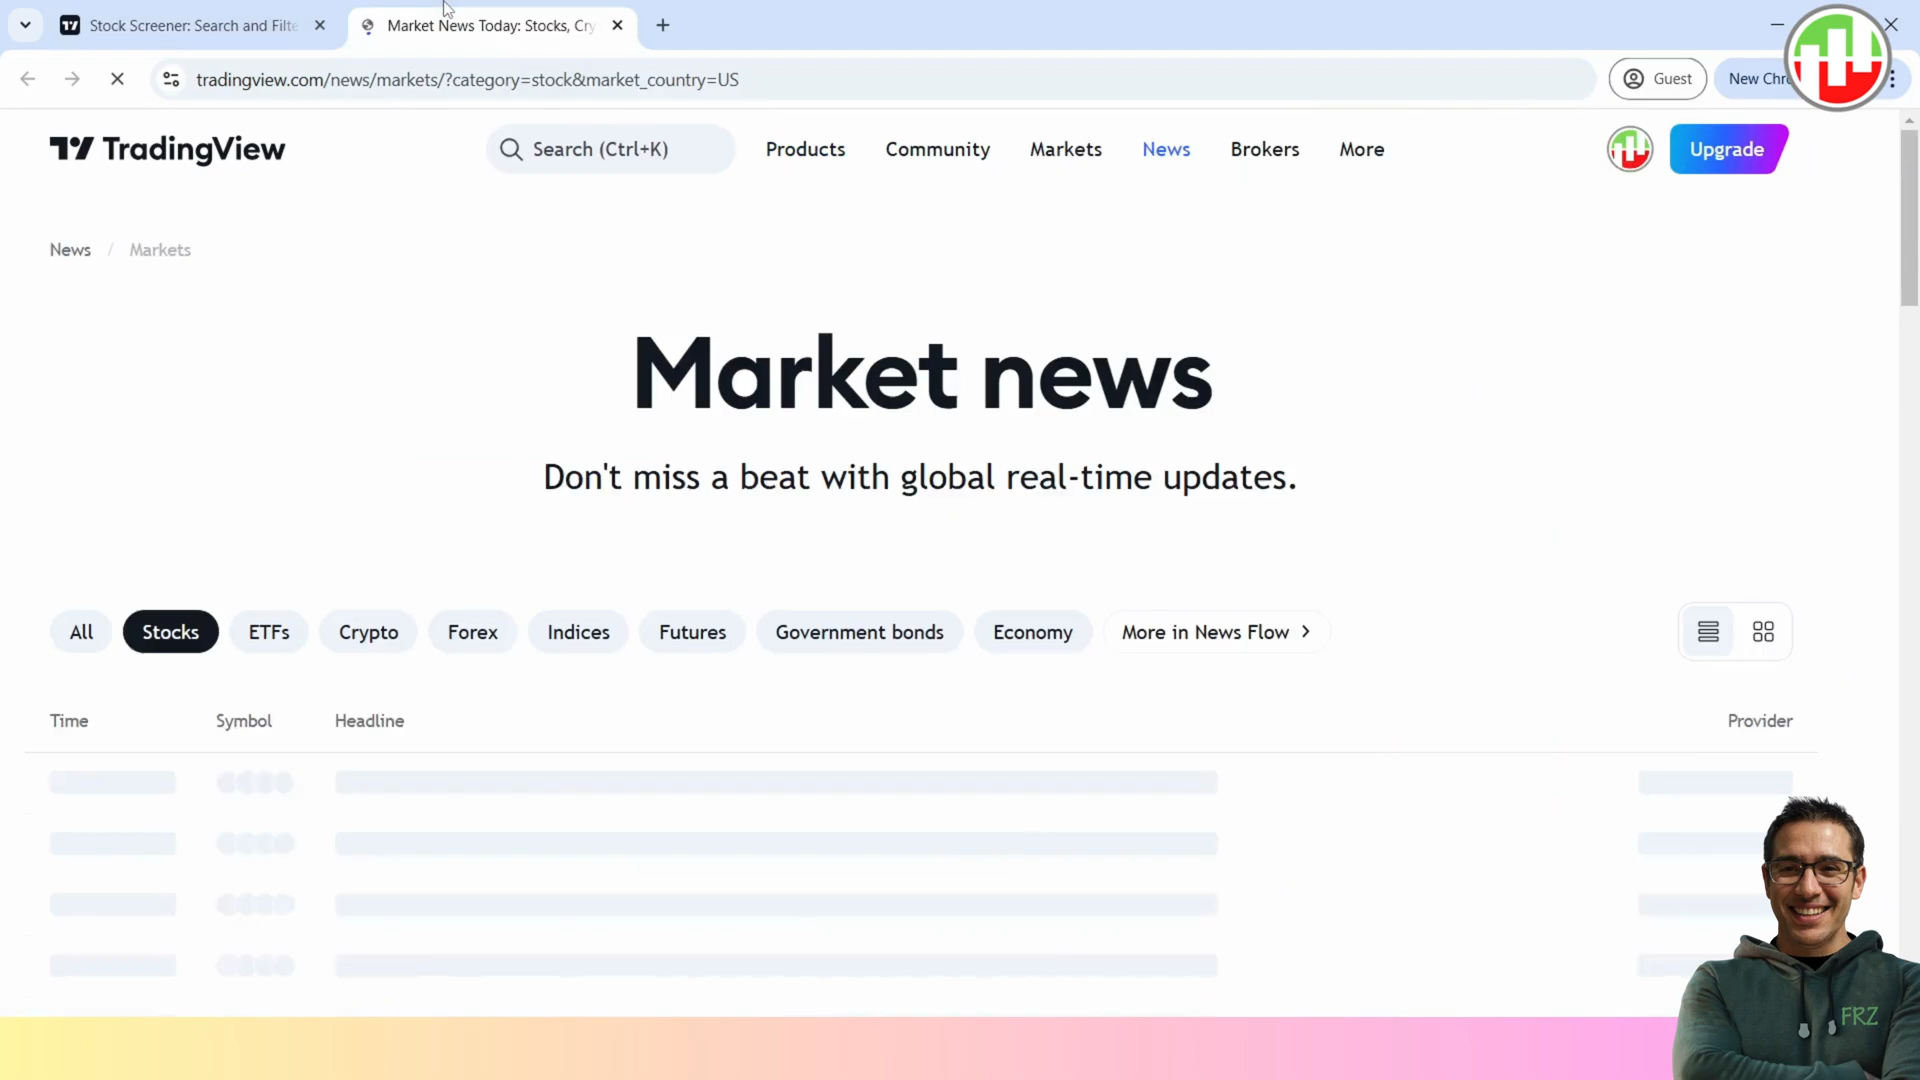 Stock Screener: Search and Filte
Market News Today: Stocks, Cry
tradingview.com/news/markets/?category=stock&market_country=US
Guest
New Chr
TradingView
Search (Ctrl+K)
Products
Community
Markets
News
Brokers
More
Upgrade
News / Markets
Market news
Don't miss a beat with global real-time updates.
All
Stocks
ETFs
Crypto
Forex
Indices
Futures
Government bonds
Economy
More in News Flow
Time
Symbol
Headline
Provider
FRZ